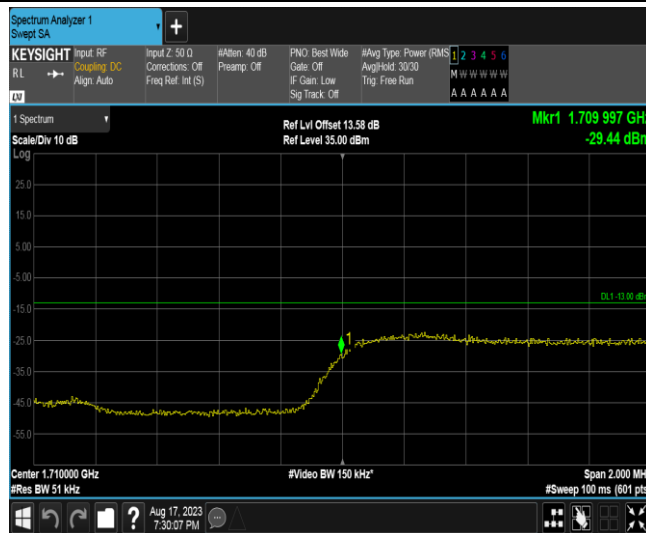 Spectrum Analyzer 1
Swept SA
KEYSIGHT
RL
Input: RF
Coupling: DC
Align: Auto
Input Z: 50 Ω
Corrections: Off
Freq Ref: Int (S)
#Atten: 40 dB
Preamp: Off
PNO: Best Wide
Gate: Off
IF Gain: Low
Sig Track: Off
#Avg Type: Power (RMS
Avg|Hold: 30/30
Trig: Free Run
1 2 3 4 5 6
M W W W W W
A A A A A A
1 Spectrum
Scale/Div 10 dB
Log
Ref Lvl Offset 13.58 dB
Ref Level 35.00 dBm
Mkr1 1.709 997 GHz
-29.44 dBm
25.0
15.0
5.00
-5.00
-15.0
-25.0
-35.0
-45.0
-55.0
DL1 -13.00 dBm
1
Center 1.710000 GHz
#Res BW 51 kHz
#Video BW 150 kHz*
Span 2.000 MH
#Sweep 100 ms (601 pts
?
Aug 17, 2023
7:30:07 PM